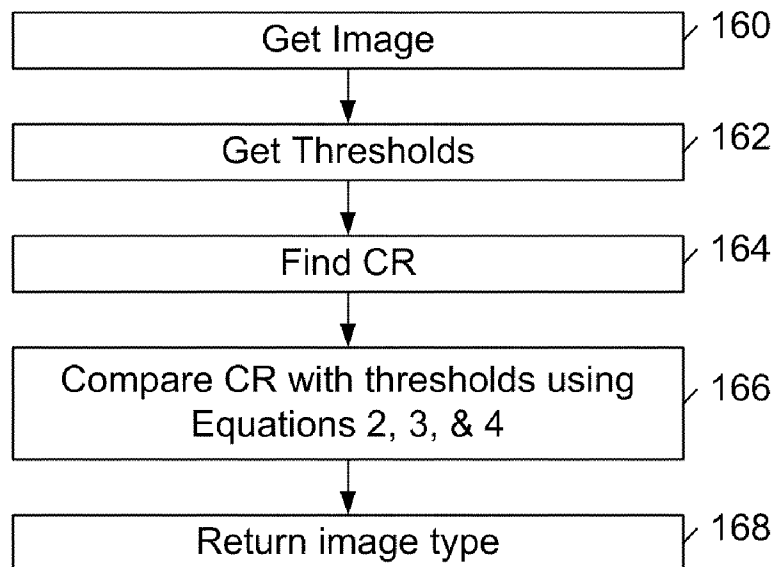 Get Image
160
Get Thresholds
162
Find CR
164
Compare CR with thresholds using
Equations 2, 3, & 4
166
Return image type
168